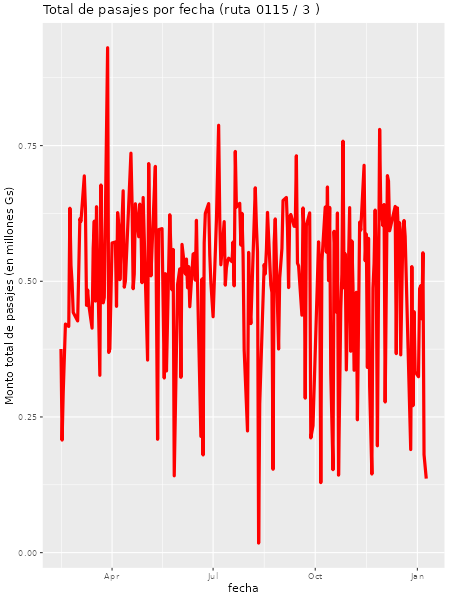 Total de pasajes por fecha (ruta 0115 / 3 )
Monto total de pasajes (en millones Gs)
0.75
0.50
0.25
0.00
Apr
Jul
Oct
Jan
fecha